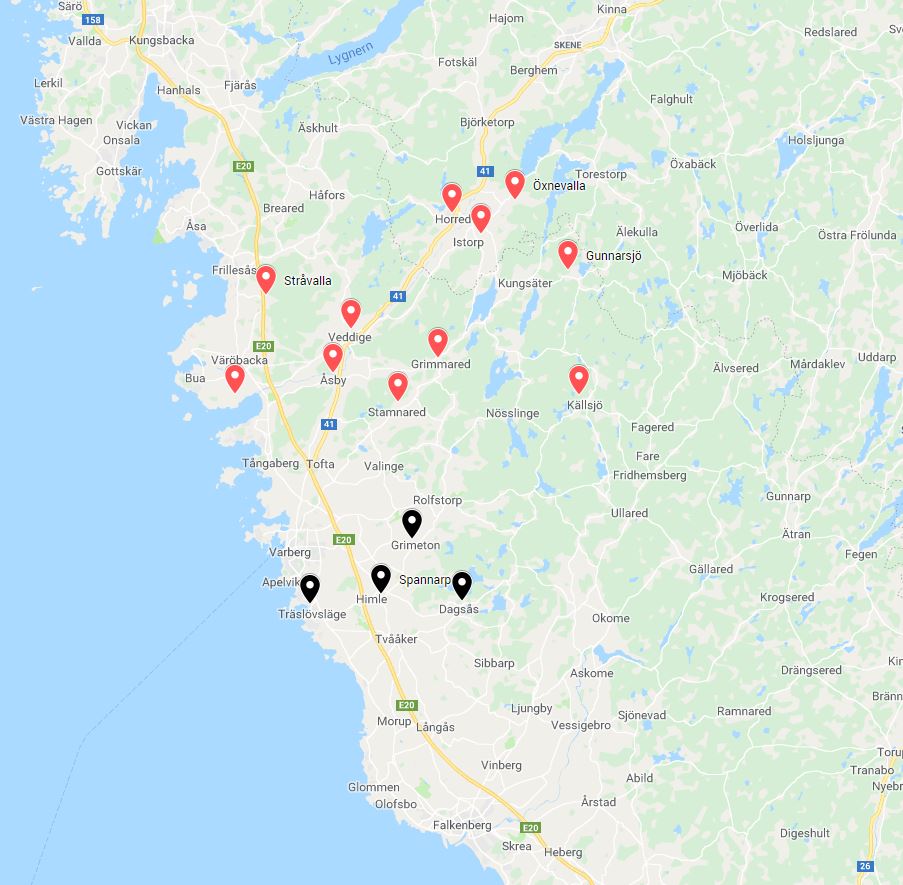 Särö
Kinna
Hajom
158
Redslared
Vallda
Kungsbacka
SKENE
Lygnern
Fotskäl
Berghem
Lerkil
Hanhals
Fjärås
Falghult
Västra Hagen
Vickan
Onsala
Äskhult
Björketorp
Holsljunga
Gottskär
E20
41
Öxabäck
Torestorp
Öxnevalla
Håfors
Breared
Åsa
Horred
Istorp
Älekulla
Överlida
Östra Frölunda
Gunnarsjö
Frillesås
Stråvalla
Kungsäter
Mjöbäck
41
Veddige
E20
Väröbacka
Grimmared
Uddarp
Mårdaklev
Älvsered
Bua
Åsby
Källsjö
Stamnared
Nösslinge
41
Fagered
Tångaberg
Tofta
Valinge
Fare
Fridhemsberg
Rolfstorp
Gunnarp
Ullared
E20
Grimeton
Ätran
Varberg
Fegen
Gällared
Apelvik
Spannarp
Himle
Dagsås
Krogsered
Träslövsläge
Okome
Tvååker
Sibbarp
Askome
Drängsered
E20
Ljungby
Sjönevad
Ramnared
Morup
Långås
Vessigebro
Vinberg
Abild
Tranabo
Glommen
Olofsbo
Årstad
Falkenberg
E20
Digeshult
Skrea
Heberg
26